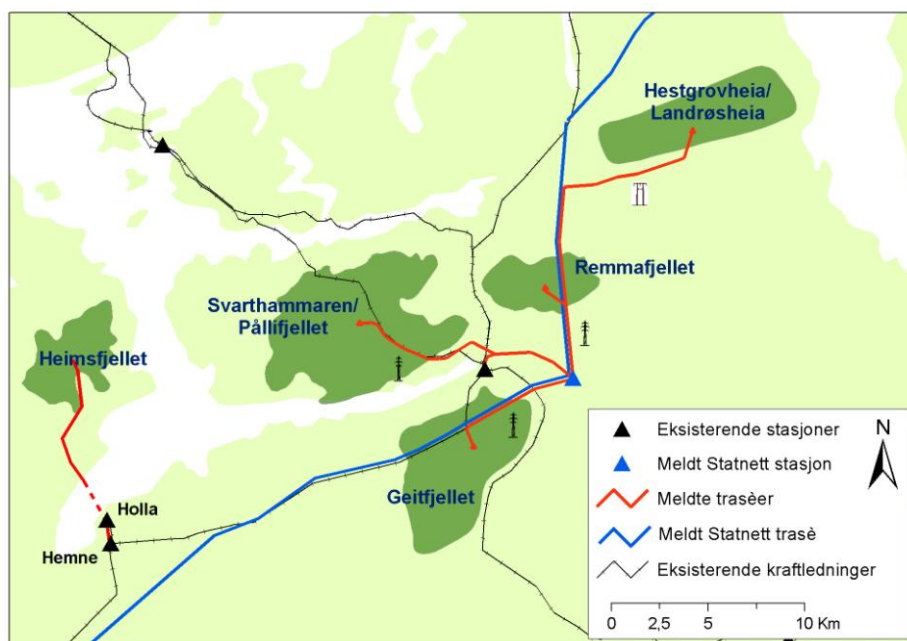 Hestgrovheia/
Landrøsheia
Remmafjellet
Svarthammaren/
Pållifjellet
Heimsfjellet
Geitfjellet
Holla
Hemne
N
Eksisterende stasjoner
Meldt Statnett stasjon
Meldte trasèer
Meldt Statnett trasè
Eksisterende kraftledninger
0 2,5 5 10 Km